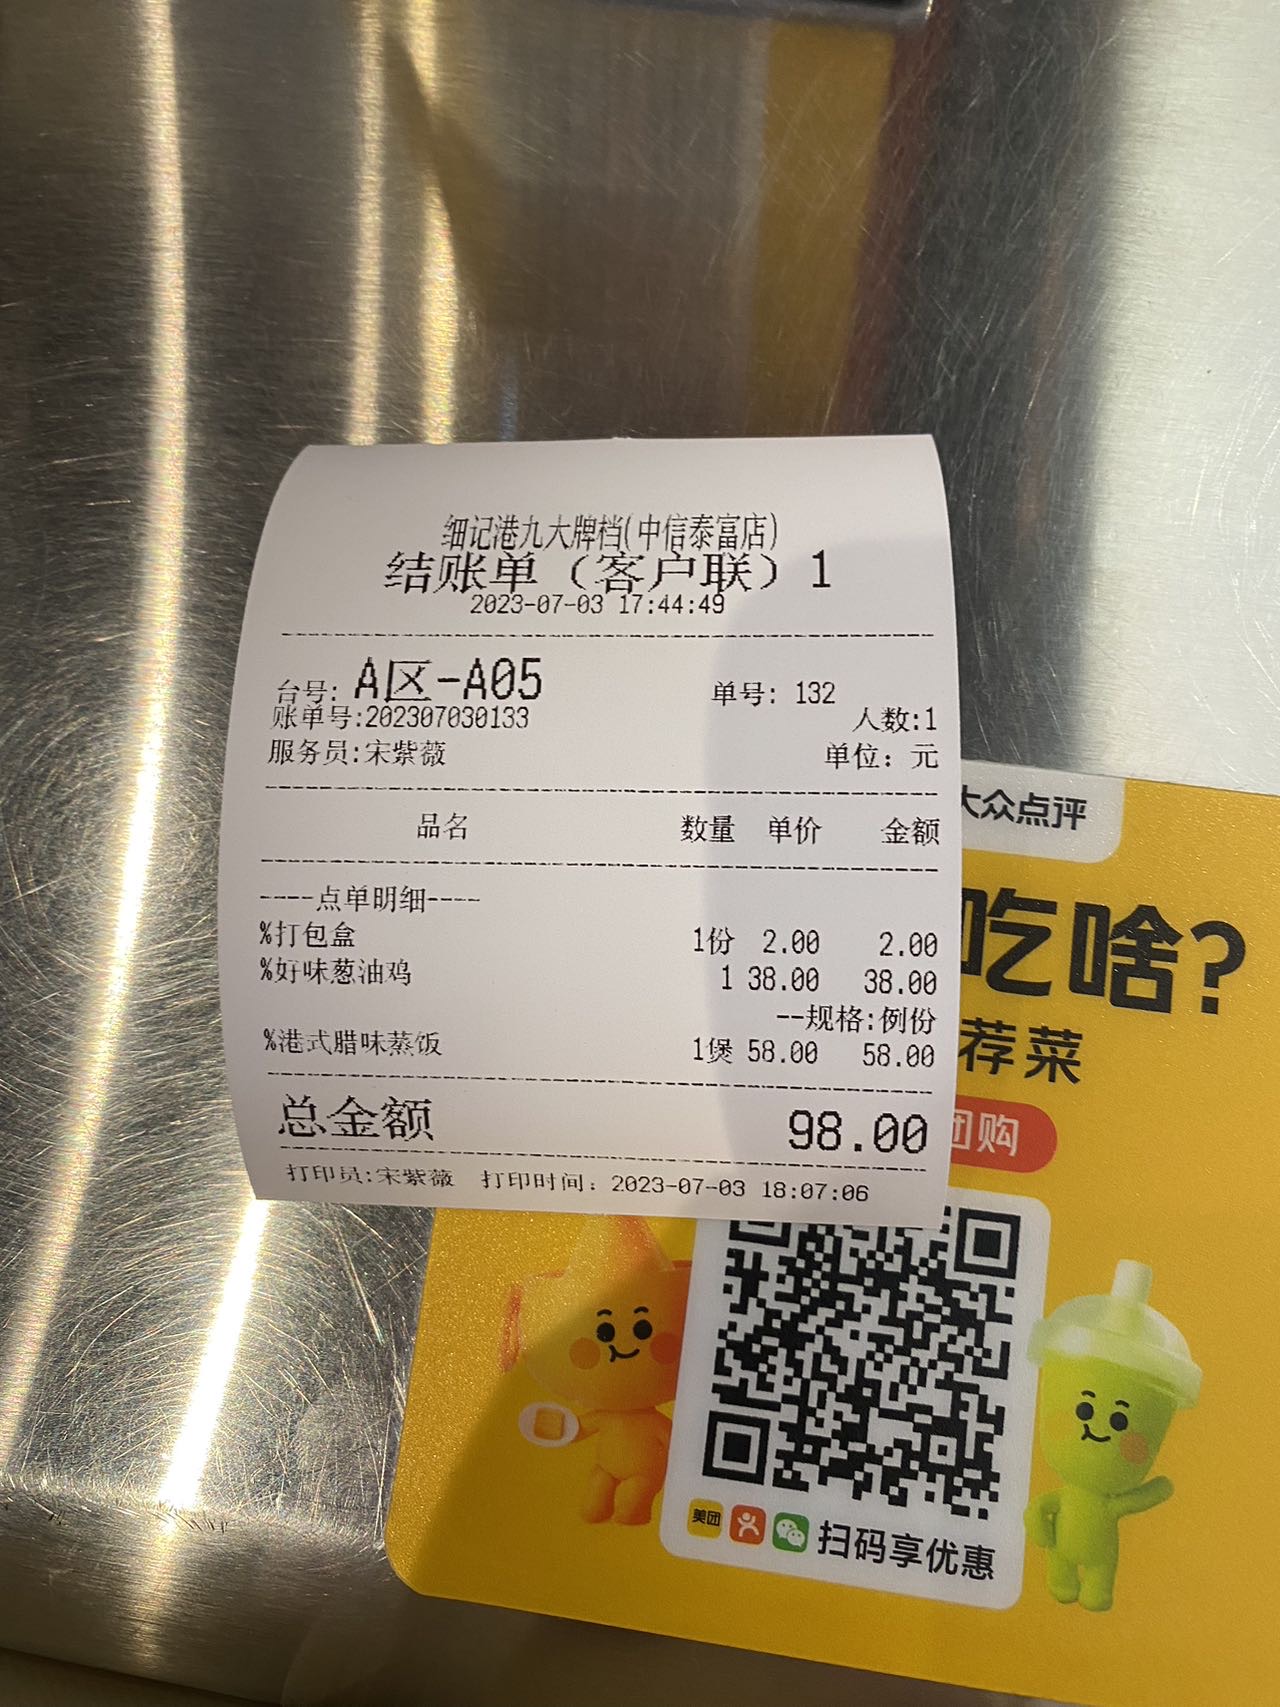 细记港九大牌档(中信泰富店)
结账单（客户联）1
2023-07-03 17:44:49
台号: A区-A05 单号: 132
账单号:202307030133 人数:1
服务员:宋紫薇 单位: 元
品名 数量 单价 金额
----点单明细----
%打包盒 1份 2.00 2.00
%好味葱油鸡 1 38.00 38.00
--规格:例份
%港式腊味蒸饭 1煲 58.00 58.00
总金额 98.00
打印员:宋紫薇 打印时间: 2023-07-03 18:07:06
大众点评
吃啥?
荐菜
团购
美团
扫码享优惠